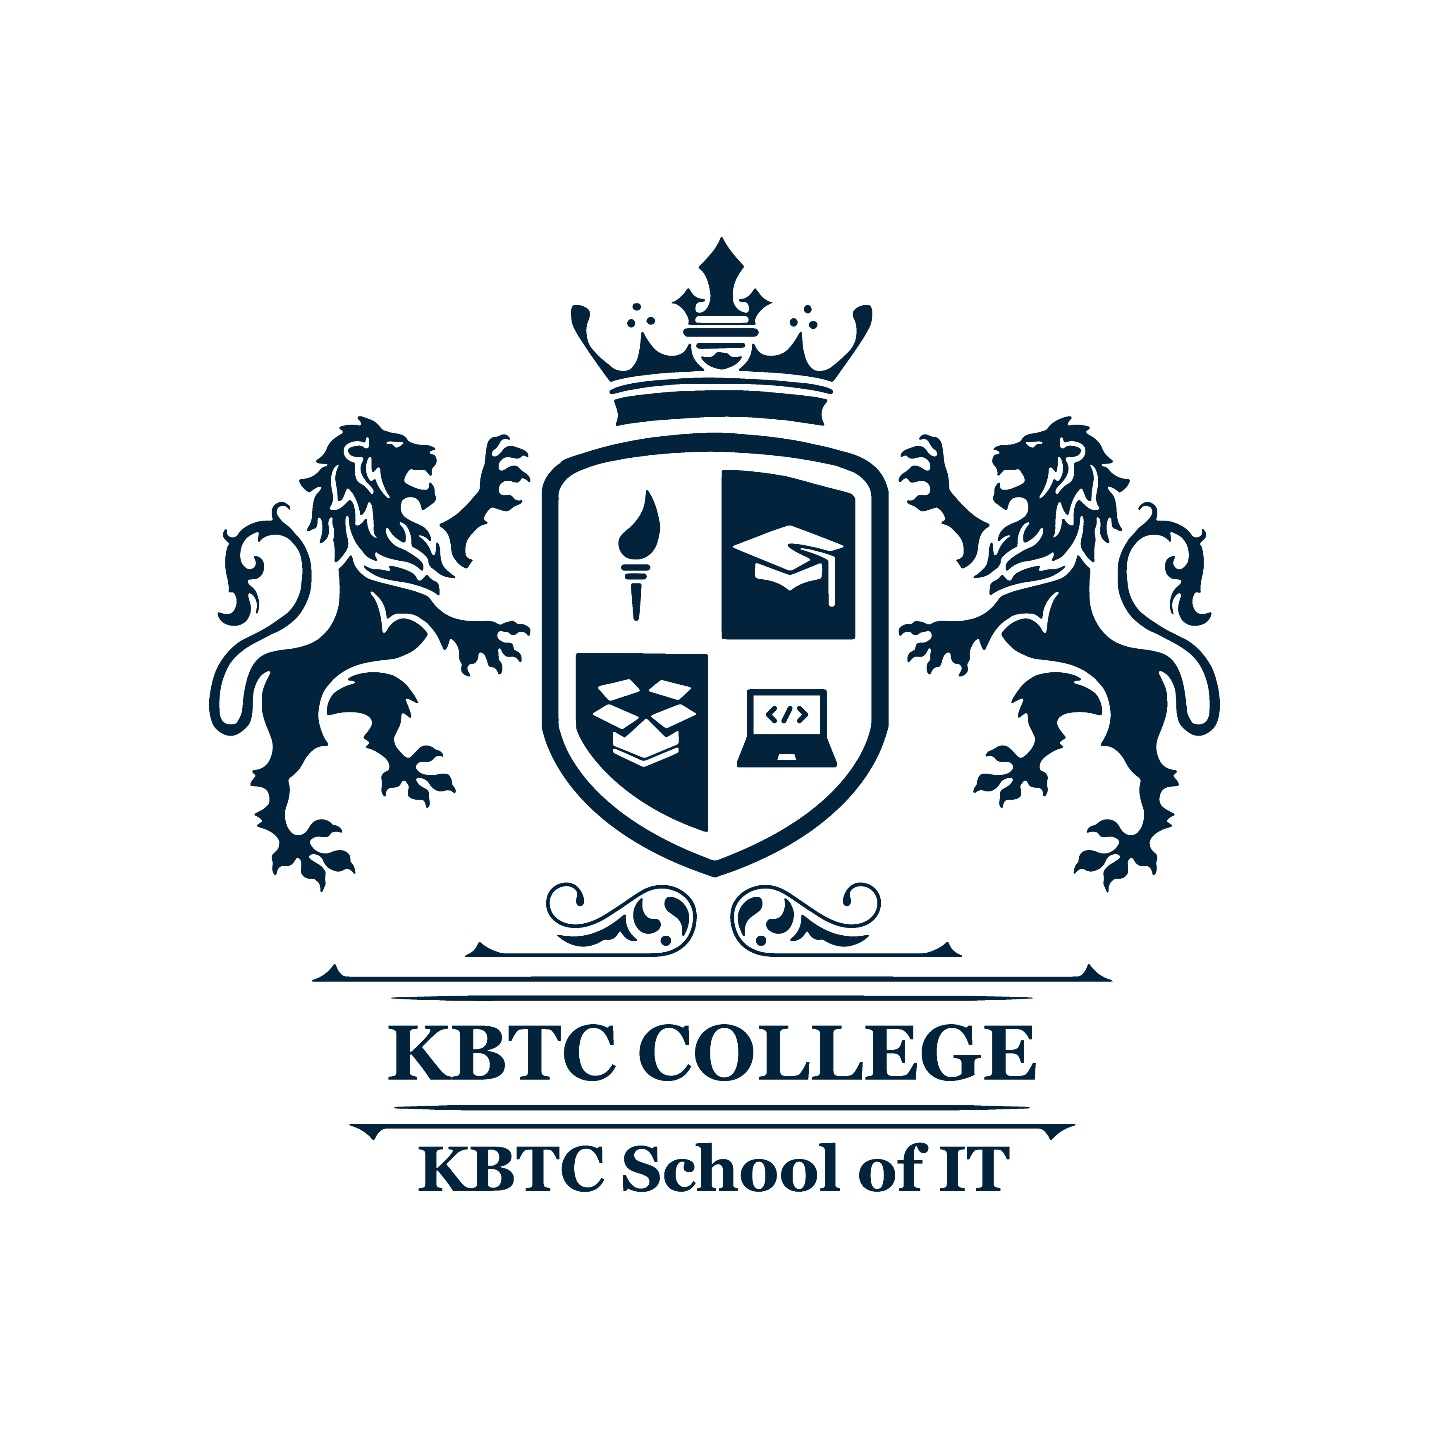 </>
KBTC COLLEGE
KBTC School of IT